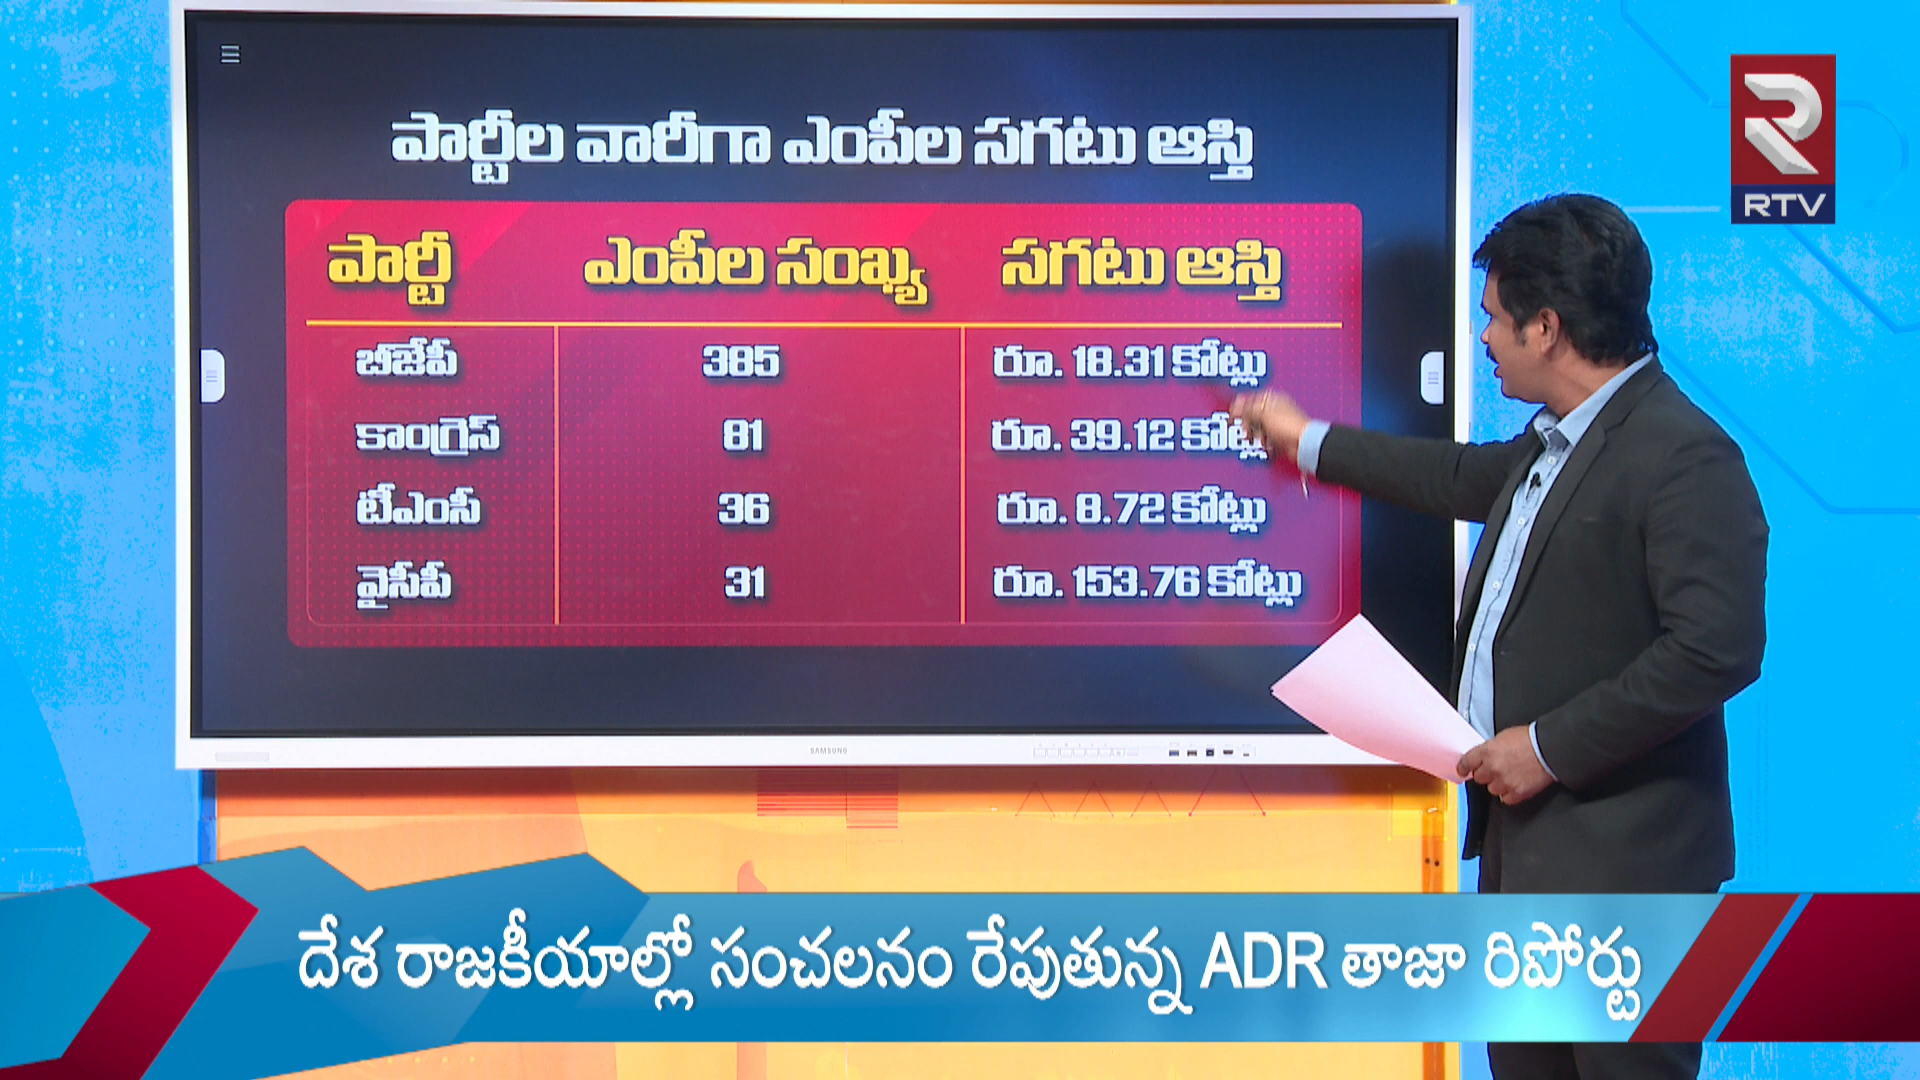 పార్టీల వారీగా ఎంపీల సగటు ఆస్తి
పార్టీ ఎంపీల సంఖ్య సగటు ఆస్తి
బీజేపీ 385 రూ. 18.31 కోట్లు
కాంగ్రెస్ 81 రూ. 39.12 కోట్లు
టీఎంసీ 36 రూ. 8.72 కోట్లు
వైసీపీ 31 రూ. 153.76 కోట్లు
RTV
SAMSUNG
దేశ రాజకీయాల్లో సంచలనం రేపుతున్న ADR తాజా రిపోర్టు